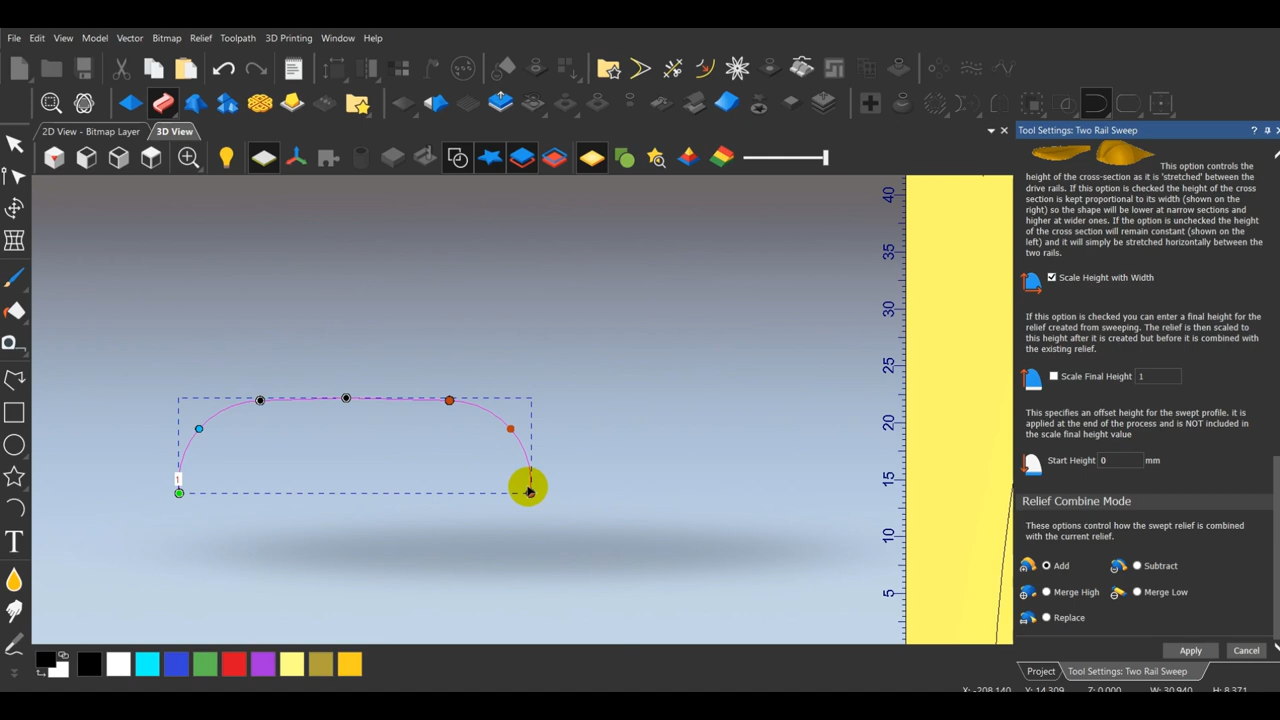 File Edit View Model Vector Bitmap Relief Toolpath 3D Printing Window Help
2D View - Bitmap Layer 3D View
Tool Settings: Two Rail Sweep ?
This option controls the
height of the cross-section as it is 'stretched' between the
drive rails. If this option is checked the height of the cross
section is kept proportional to its width (shown on the
right) so the shape will be lower at narrow sections and
higher at wider ones. If the option is unchecked the height
of the cross section will remain constant (shown on the
left) and it will simply be stretched horizontally between the
two rails.
Scale Height with Width
If this option is checked you can enter a final height for the
relief created from sweeping. The relief is then scaled to
this height after it is created but before it is combined with
the existing relief.
Scale Final Height 1
This specifies an offset height for the swept profile. it is
applied at the end of the process and is NOT included in
the scale final height value
Start Height 0 mm
Relief Combine Mode
These options control how the swept relief is combined
with the current relief.
Add Subtract
Merge High Merge Low
Replace
Apply Cancel
Project Tool Settings: Two Rail Sweep
40
35
30
25
20
15
10
5
1
T
X: -208.140 Y: 14.309 Z: 0.000 W: 30.940 H: 8.371